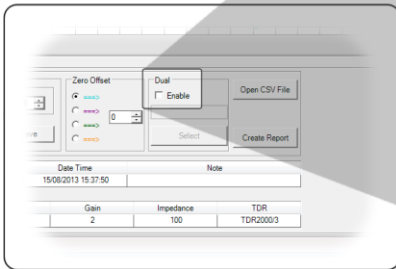 Zero Offset
Dual
Enable
Open CSV File
===>
===>
0
===>
===>
Select
Create Report
Date Time
Note
15/08/2013 15:37:50
Gain
Impedance
TDR
2
100
TDR2000/3